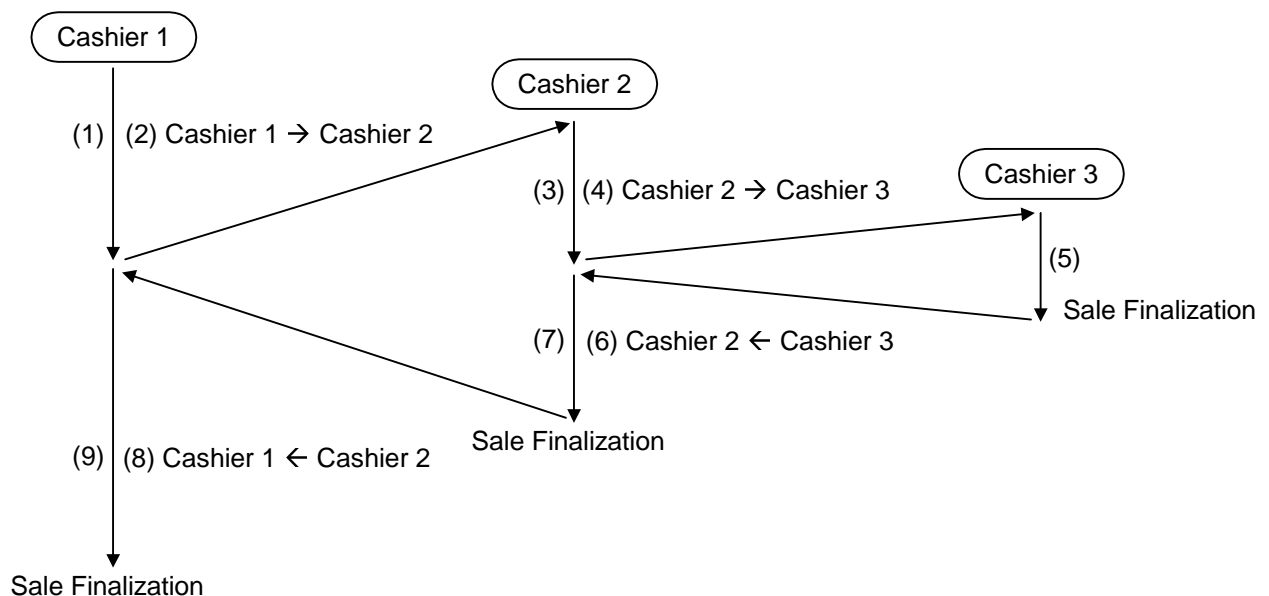 Cashier 1
Cashier 2
(1) (2) Cashier 1 → Cashier 2
Cashier 3
(3) (4) Cashier 2 → Cashier 3
(5)
Sale Finalization
(7) (6) Cashier 2 ← Cashier 3
Sale Finalization
(9) (8) Cashier 1 ← Cashier 2
Sale Finalization